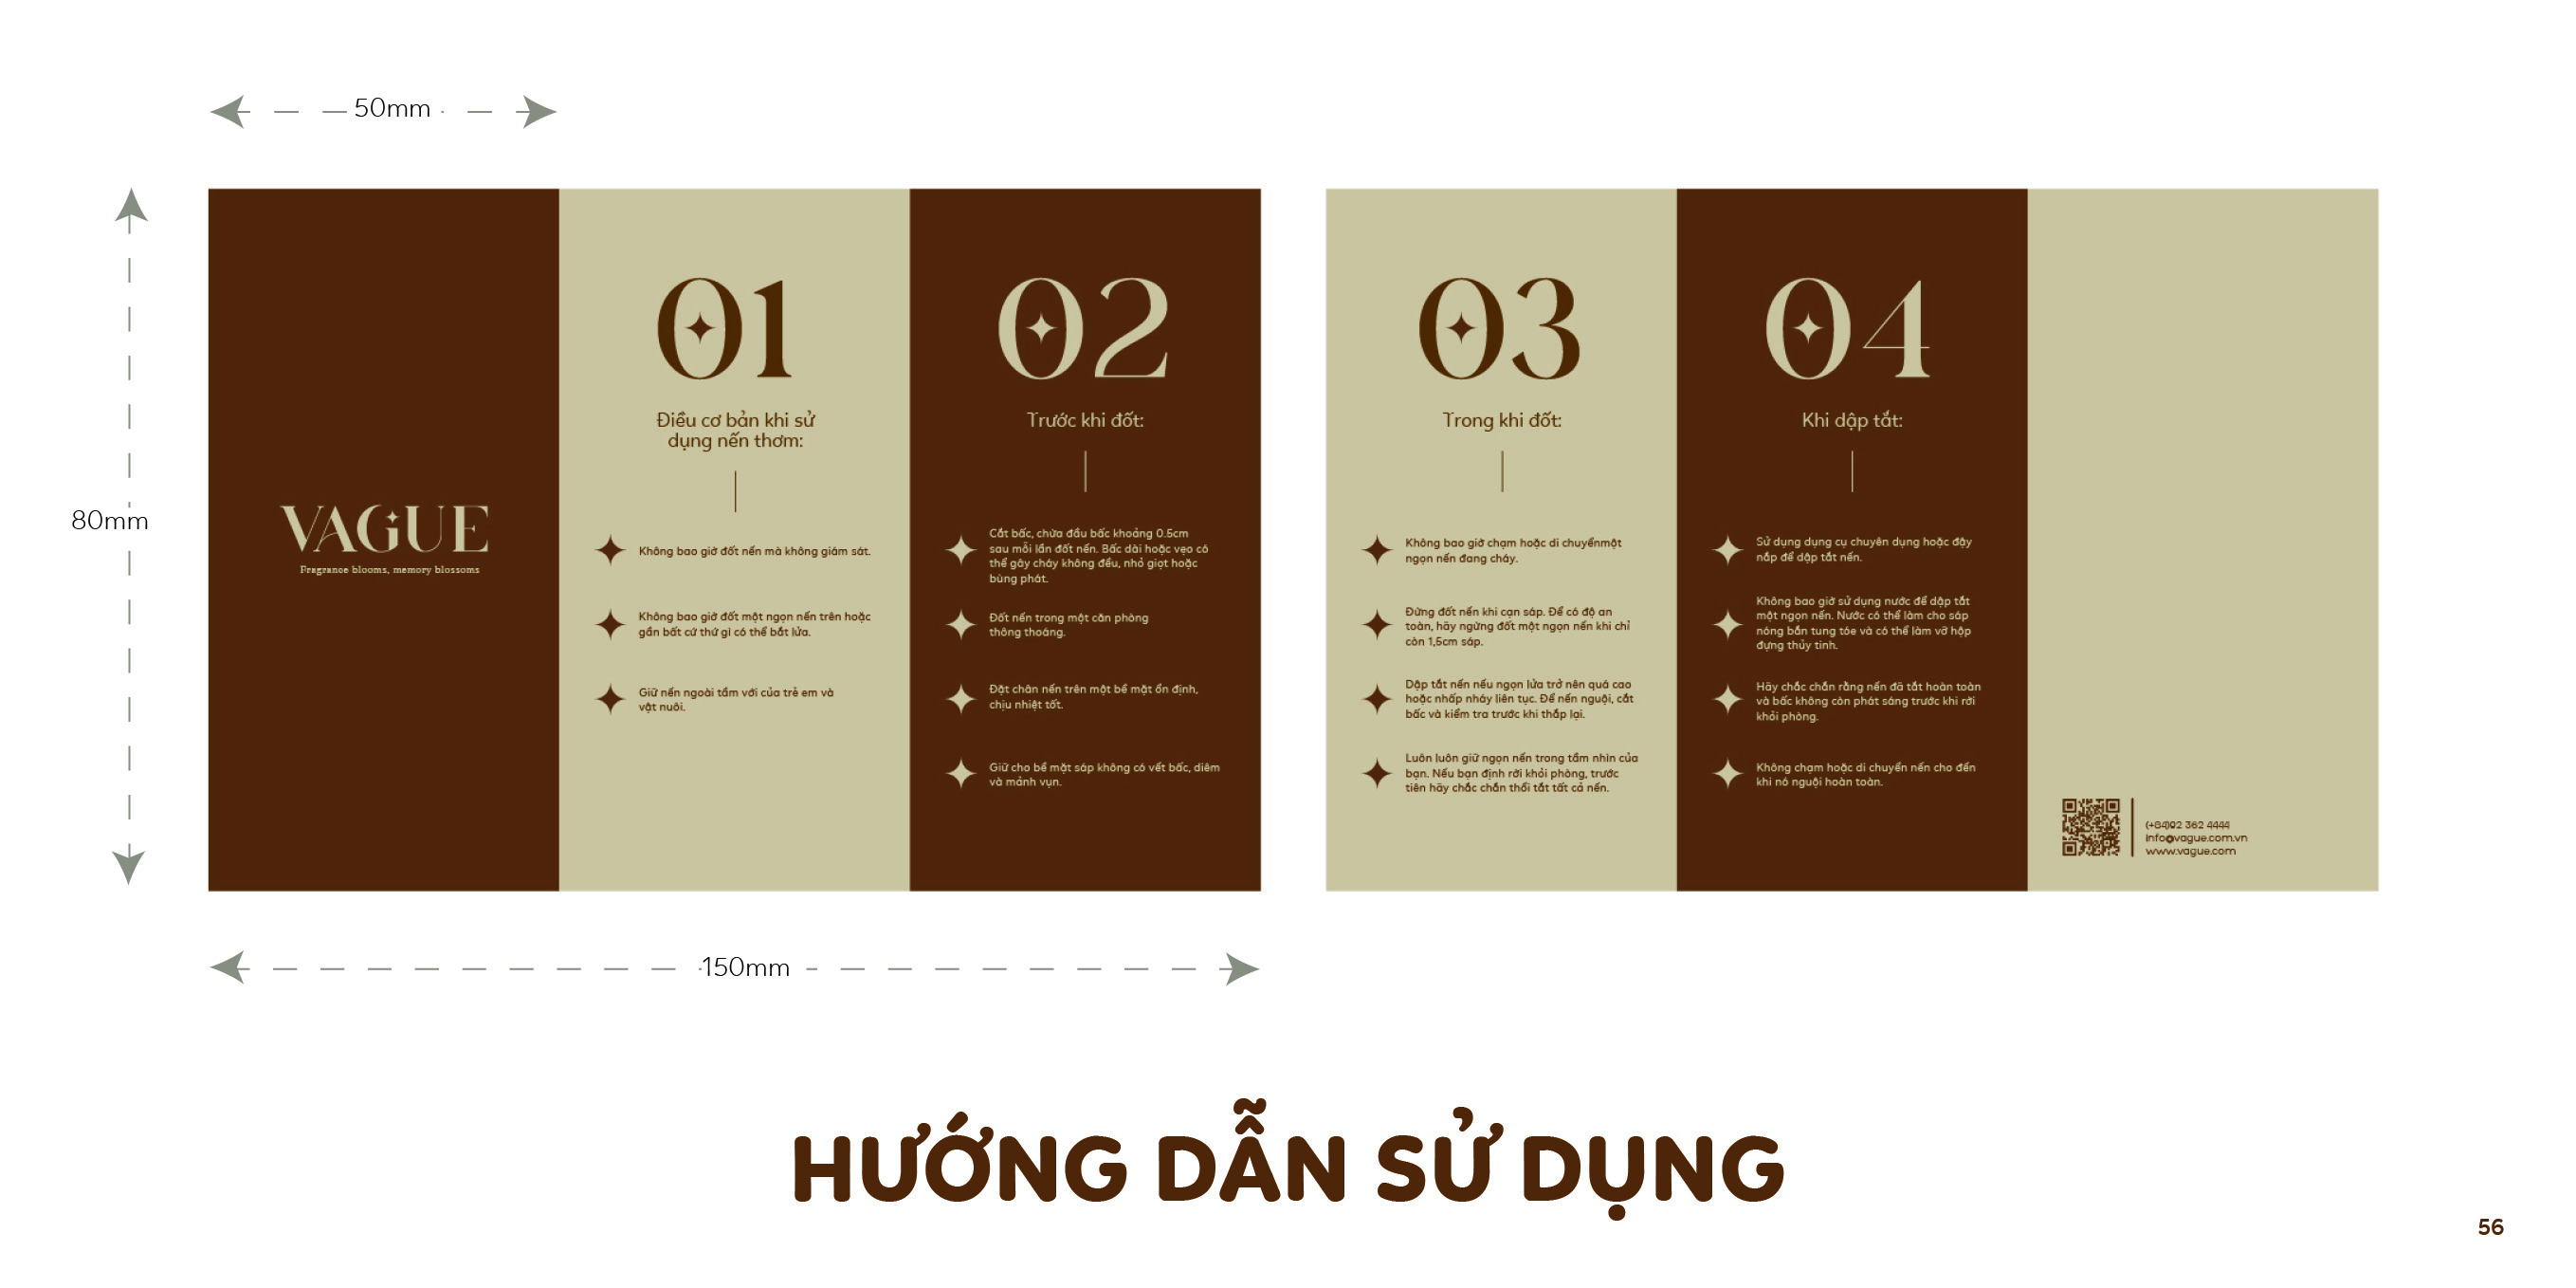 50mm
80mm
VAGUE
Fragrance blooms, memory blossoms
01
Điều cơ bản khi sử
dụng nến thơm:
Không bao giờ đốt nến mà không giám sát.
Không bao giờ đốt một ngọn nến trên hoặc
gần bất cứ thứ gì có thể bắt lửa.
Giữ nến ngoài tầm với của trẻ em và
vật nuôi.
02
Trước khi đốt:
Cắt bấc, chừa đầu bấc khoảng 0.5cm
sau mỗi lần đốt nến. Bấc dài hoặc vẹo có
thể gây cháy không đều, nhỏ giọt hoặc
bùng phát.
Đốt nến trong một căn phòng
thông thoáng.
Đặt chân nến trên một bề mặt ổn định,
chịu nhiệt tốt.
Giữ cho bề mặt sáp không có vết bấc, diêm
và mảnh vụn.
03
Trong khi đốt:
Không bao giờ chạm hoặc di chuyểnmột
ngọn nến đang cháy.
Đừng đốt nến khi cạn sáp. Để có độ an
toàn, hãy ngừng đốt một ngọn nến khi chỉ
còn 1,5cm sáp.
Dập tắt nến nếu ngọn lửa trở nên quá cao
hoặc nhấp nháy liên tục. Để nến nguội, cắt
bấc và kiểm tra trước khi thắp lại.
Luôn luôn giữ ngọn nến trong tầm nhìn của
bạn. Nếu bạn định rời khỏi phòng, trước
tiên hãy chắc chắn thổi tắt tất cả nến.
04
Khi dập tắt:
Sử dụng dụng cụ chuyên dụng hoặc đậy
nắp để dập tắt nến.
Không bao giờ sử dụng nước để dập tắt
một ngọn nến. Nước có thể làm cho sáp
nóng bắn tung tóe và có thể làm vỡ hộp
đựng thủy tinh.
Hãy chắc chắn rằng nến đã tắt hoàn toàn
và bấc không còn phát sáng trước khi rời
khỏi phòng.
Không chạm hoặc di chuyển nến cho đến
khi nó nguội hoàn toàn.
(+84)92 362 4444
info@vague.com.vn
www.vague.com
150mm
HƯỚNG DẪN SỬ DỤNG
56